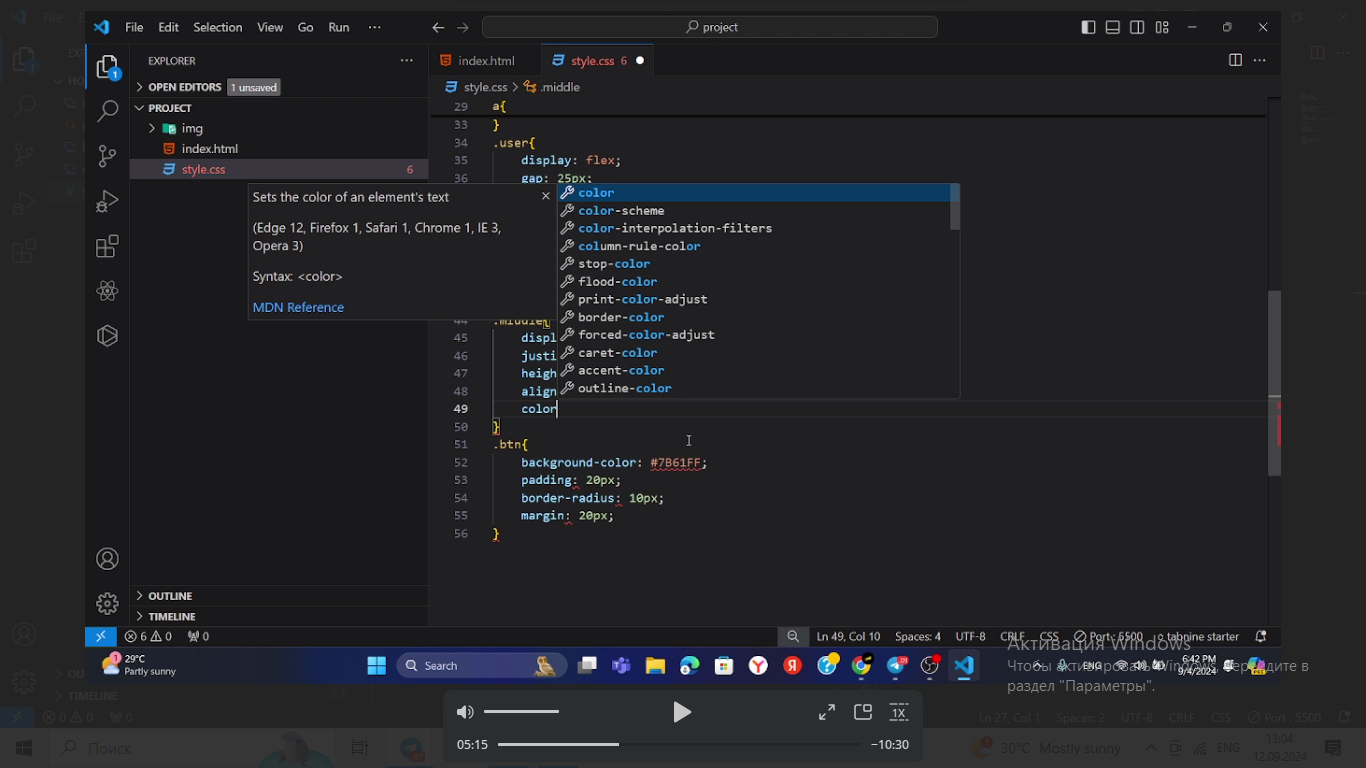 File Edit Selection View Go Run ··· project
EXPLORER ···
OPEN EDITORS 1 unsaved
PROJECT
img
index.html
style.css 6
index.html style.css 6
style.css > .middle
29 a{
33 }
34 .user{
35 display: flex;
36 gap: 25px;
Sets the color of an element's text
(Edge 12, Firefox 1, Safari 1, Chrome 1, IE 3,
Opera 3)
Syntax: <color>
MDN Reference
color
color-scheme
color-interpolation-filters
column-rule-color
stop-color
flood-color
print-color-adjust
border-color
forced-color-adjust
caret-color
accent-color
outline-color
44 .middle{
45 displ
46 justi
47 heigh
48 align
49 color
50 }
51 .btn{
52 background-color: #7B61FF;
53 padding: 20px;
54 border-radius: 10px;
55 margin: 20px;
56 }
OUTLINE
TIMELINE
6 0 0 Ln 49, Col 10 Spaces: 4 UTF-8 CRLF CSS Port: 5500 tabnine starter
29°C
Partly sunny
Search
ENG 6:42 PM
9/4/2024
Активация Windows
Чтобы активировать Windows, перейдите в
раздел "Параметры".
1X
05:15 −10:30
TIMELINE
0 0 0 Ln 27, Col 1 Spaces: 2 UTF-8 CRLF CSS Port: 5500
Поиск 30°C Mostly sunny ENG 13:04
12.09.2024